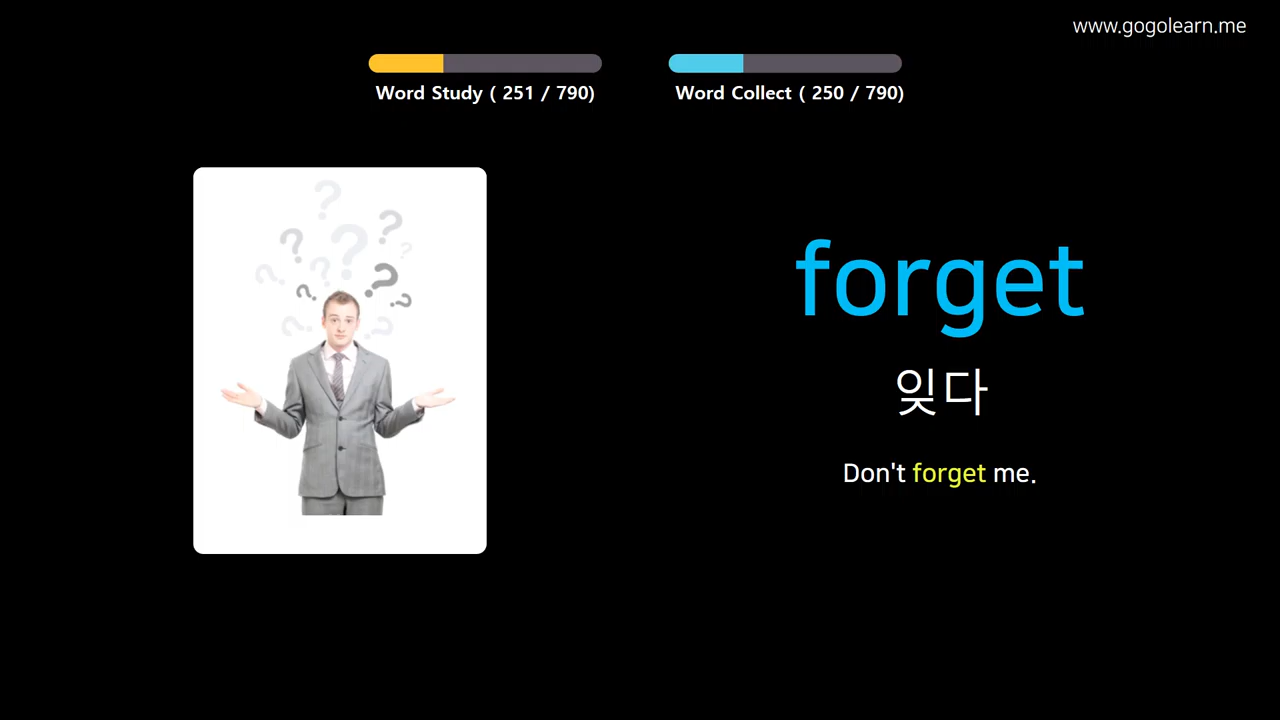 www.gogolearn.me
Word Study ( 251 / 790)
Word Collect ( 250 / 790)
forget
잊다
Don't forget me.